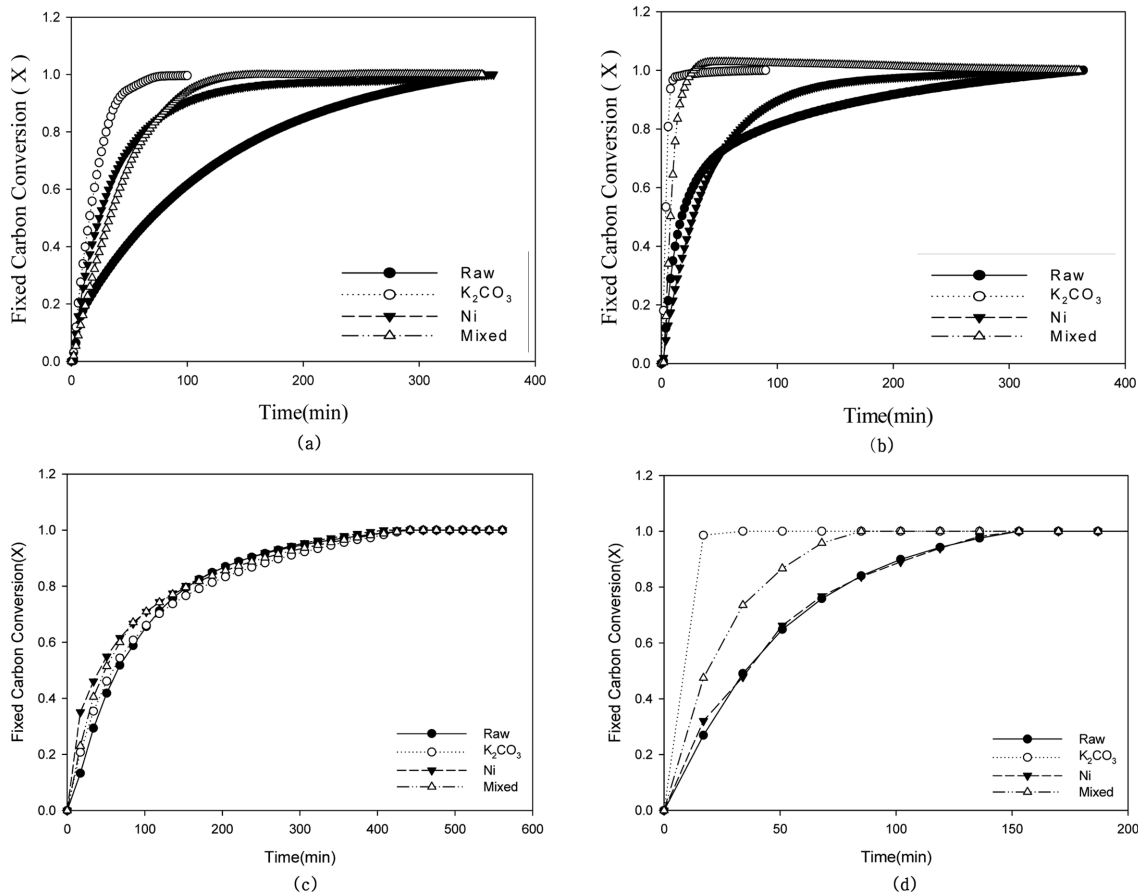 Fixed Carbon Conversion ( X )
1.2
1.0
0.8
0.6
0.4
0.2
0.0
0
100
200
300
400
Raw
K₂CO₃
Ni
Mixed
Time(min)
(a)
Fixed Carbon Conversion ( X )
1.2
1.0
0.8
0.6
0.4
0.2
0.0
0
100
200
300
400
Raw
K₂CO₃
Ni
Mixed
Time(min)
(b)
Fixed Carbon Conversion(X)
1.2
1.0
0.8
0.6
0.4
0.2
0.0
0
100
200
300
400
500
600
Raw
K₂CO₃
Ni
Mixed
Time(min)
(c)
Fixed Carbon Conversion(X)
1.2
1.0
0.8
0.6
0.4
0.2
0.0
0
50
100
150
200
Raw
K₂CO₃
Ni
Mixed
Time(min)
(d)